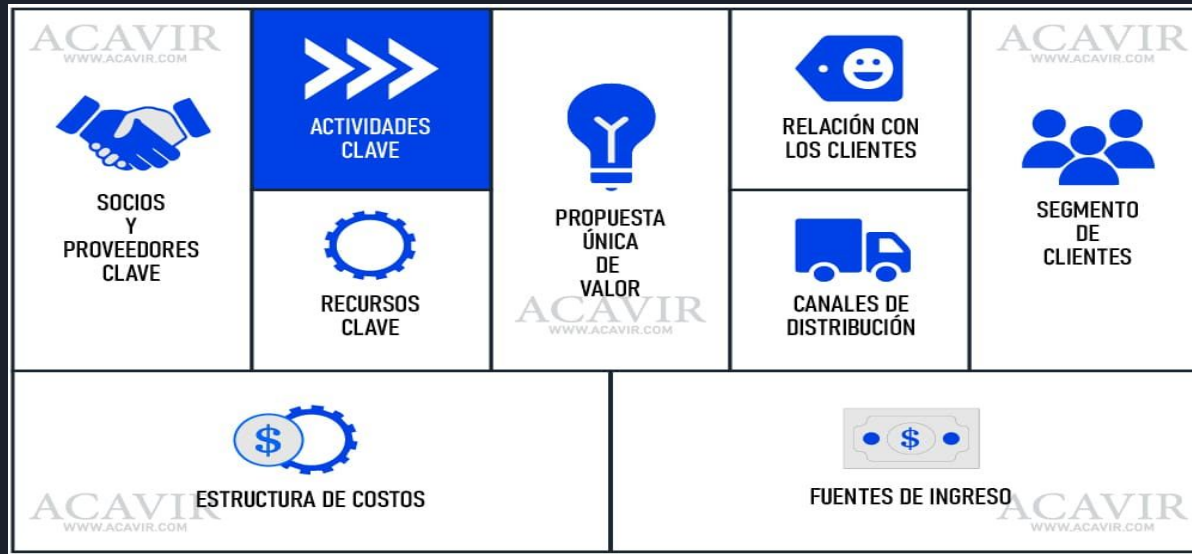 ACAVIR
WWW.ACAVIR.COM
SOCIOS
Y
PROVEEDORES
CLAVE
ACTIVIDADES
CLAVE
RECURSOS
CLAVE
PROPUESTA
ÚNICA
DE
VALOR
ACAVIR
WWW.ACAVIR.COM
RELACIÓN CON
LOS CLIENTES
CANALES DE
DISTRIBUCIÓN
ACAVIR
WWW.ACAVIR.COM
SEGMENTO
DE
CLIENTES
$
ESTRUCTURA DE COSTOS
ACAVIR
WWW.ACAVIR.COM
$
FUENTES DE INGRESO
ACAVIR
WWW.ACAVIR.COM